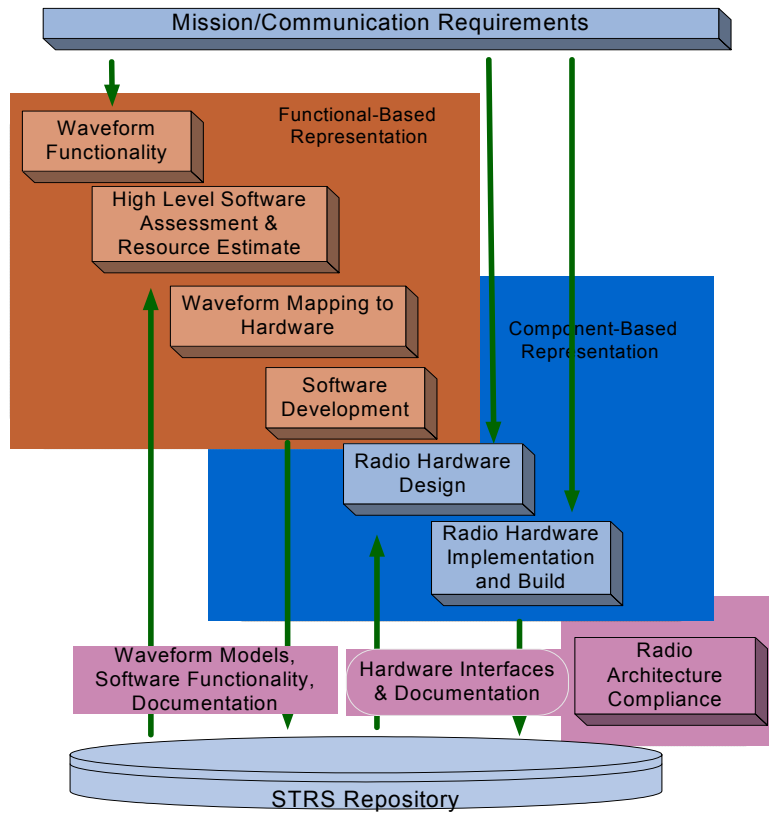 Mission/Communication Requirements
Functional-Based
Representation
Waveform
Functionality
High Level Software
Assessment &
Resource Estimate
Waveform Mapping to
Hardware
Component-Based
Representation
Software
Development
Radio Hardware
Design
Radio Hardware
Implementation
and Build
Waveform Models,
Software Functionality,
Documentation
Hardware Interfaces
& Documentation
Radio
Architecture
Compliance
STRS Repository